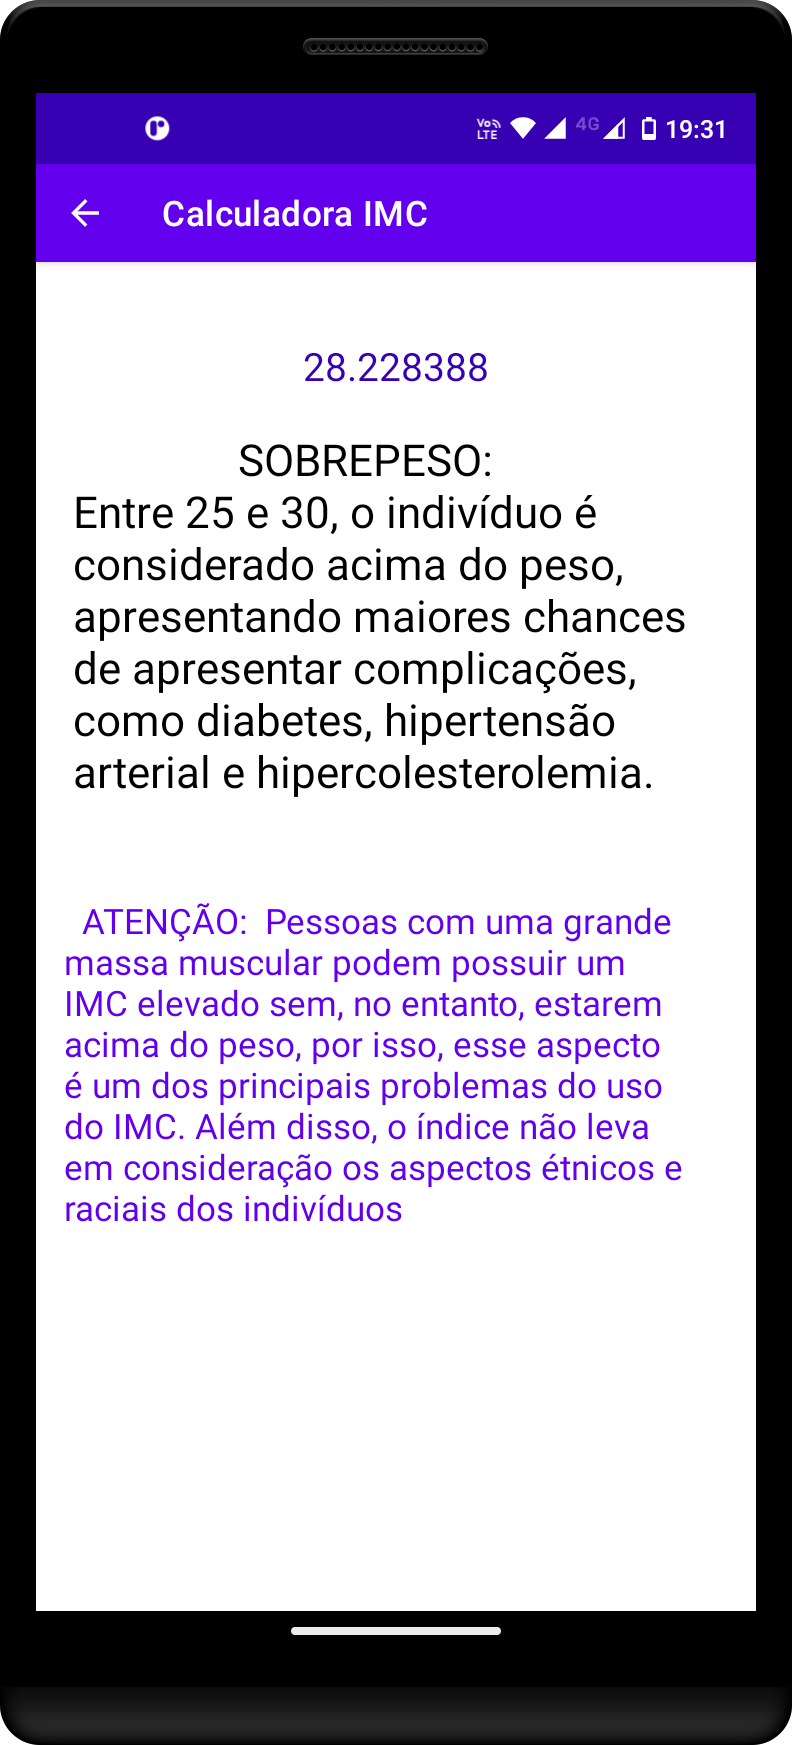 Vo LTE 4G 19:31
Calculadora IMC
28.228388
SOBREPESO:
Entre 25 e 30, o indivíduo é
considerado acima do peso,
apresentando maiores chances
de apresentar complicações,
como diabetes, hipertensão
arterial e hipercolesterolemia.
ATENÇÃO:  Pessoas com uma grande
massa muscular podem possuir um
IMC elevado sem, no entanto, estarem
acima do peso, por isso, esse aspecto
é um dos principais problemas do uso
do IMC. Além disso, o índice não leva
em consideração os aspectos étnicos e
raciais dos indivíduos